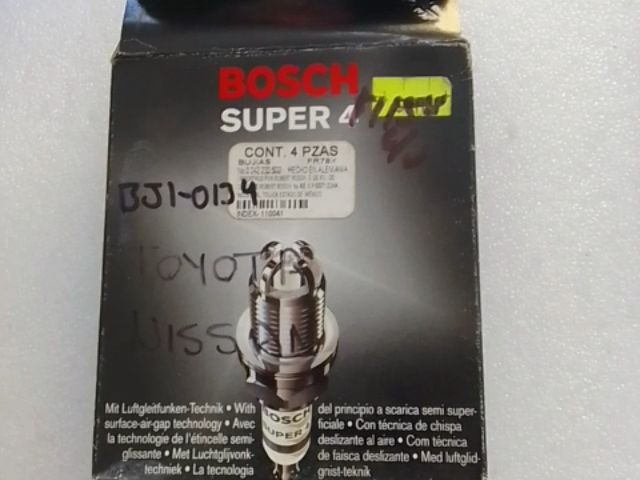 BOSCH
SUPER 4
CONT. 4 PZAS
BUJIAS FR78X
HECHO EN ALEMANIA
INDEX-110041
BJ1-0134
TOYOTA
NISSAN
BOSCH
SUPER 4
Mit Luftgleitfunken-Technik • With
surface-air-gap technology • Avec
la technologie de l'étincelle semi-
glissante • Met Luchtglijvonk-
techniek • La tecnologia
del principio a scarica semi super-
ficiale • Con técnica de chispa
deslizante al aire • Com técnica
de faisca deslizante • Med luftglid-
gnist-teknik